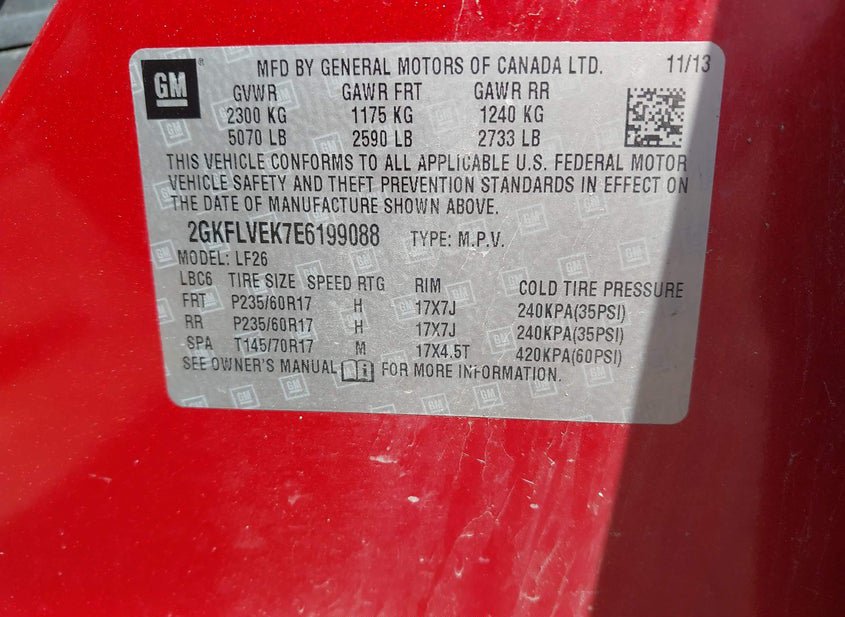 GM ® MFD BY GENERAL MOTORS OF CANADA LTD. 11/13
GVWR GAWR FRT GAWR RR
2300 KG 1175 KG 1240 KG
5070 LB 2590 LB 2733 LB
THIS VEHICLE CONFORMS TO ALL APPLICABLE U.S. FEDERAL MOTOR
VEHICLE SAFETY AND THEFT PREVENTION STANDARDS IN EFFECT ON
THE DATE OF MANUFACTURE SHOWN ABOVE.
2GKFLVEK7E6199088 TYPE: M.P.V.
MODEL: LF26
LBC6 TIRE SIZE SPEED RTG RIM COLD TIRE PRESSURE
FRT P235/60R17 H 17X7J 240KPA(35PSI)
RR P235/60R17 H 17X7J 240KPA(35PSI)
SPA T145/70R17 M 17X4.5T 420KPA(60PSI)
SEE OWNER'S MANUAL i FOR MORE INFORMATION.